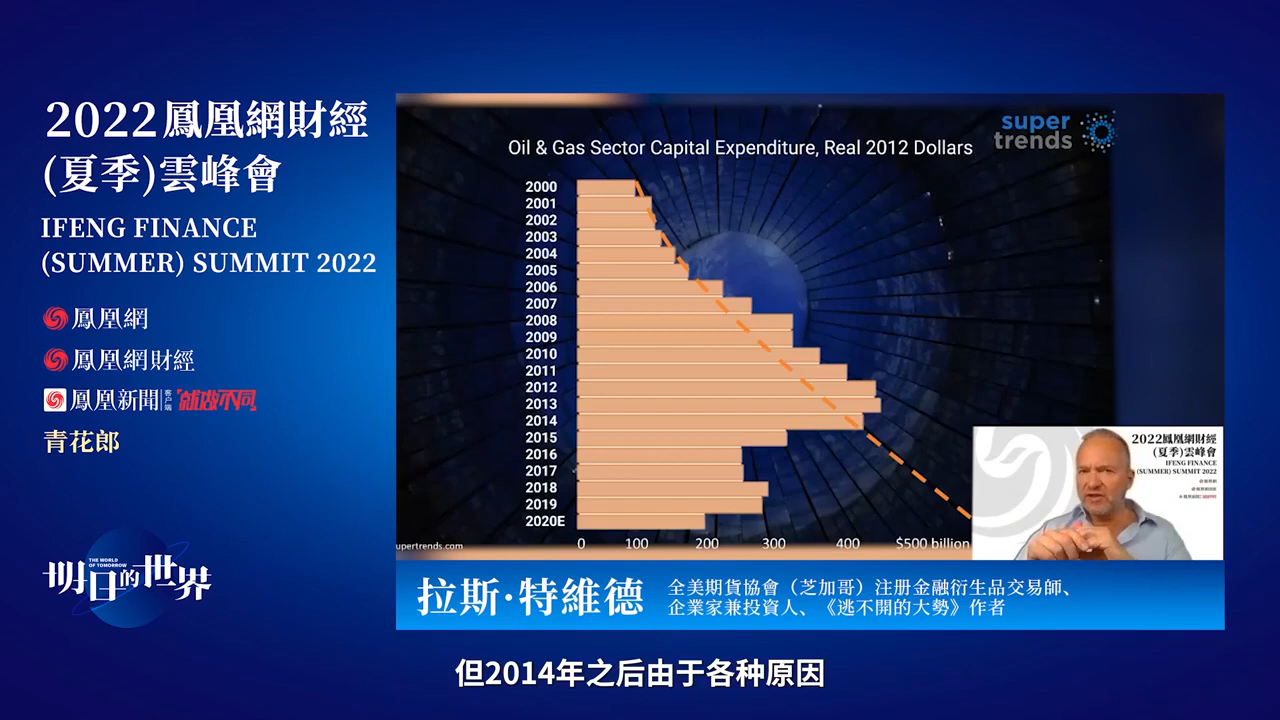 2022鳳凰網財經
(夏季)雲峰會
IFENG FINANCE
(SUMMER) SUMMIT 2022
鳳凰網
鳳凰網財經
鳳凰新聞 客户端 就做不同
青花郎
THE WORLD
OF TOMORROW
明日的世界
super
trends
Oil & Gas Sector Capital Expenditure, Real 2012 Dollars
2000
2001
2002
2003
2004
2005
2006
2007
2008
2009
2010
2011
2012
2013
2014
2015
2016
2017
2018
2019
2020E
0 100 200 300 400 $500 billion
upertrends.com
2022鳳凰網財經
(夏季)雲峰會
IFENG FINANCE
(SUMMER) SUMMIT 2022
拉斯·特維德
全美期貨協會（芝加哥）注册金融衍生品交易師、
企業家兼投資人、《逃不開的大勢》作者
但2014年之后由于各种原因